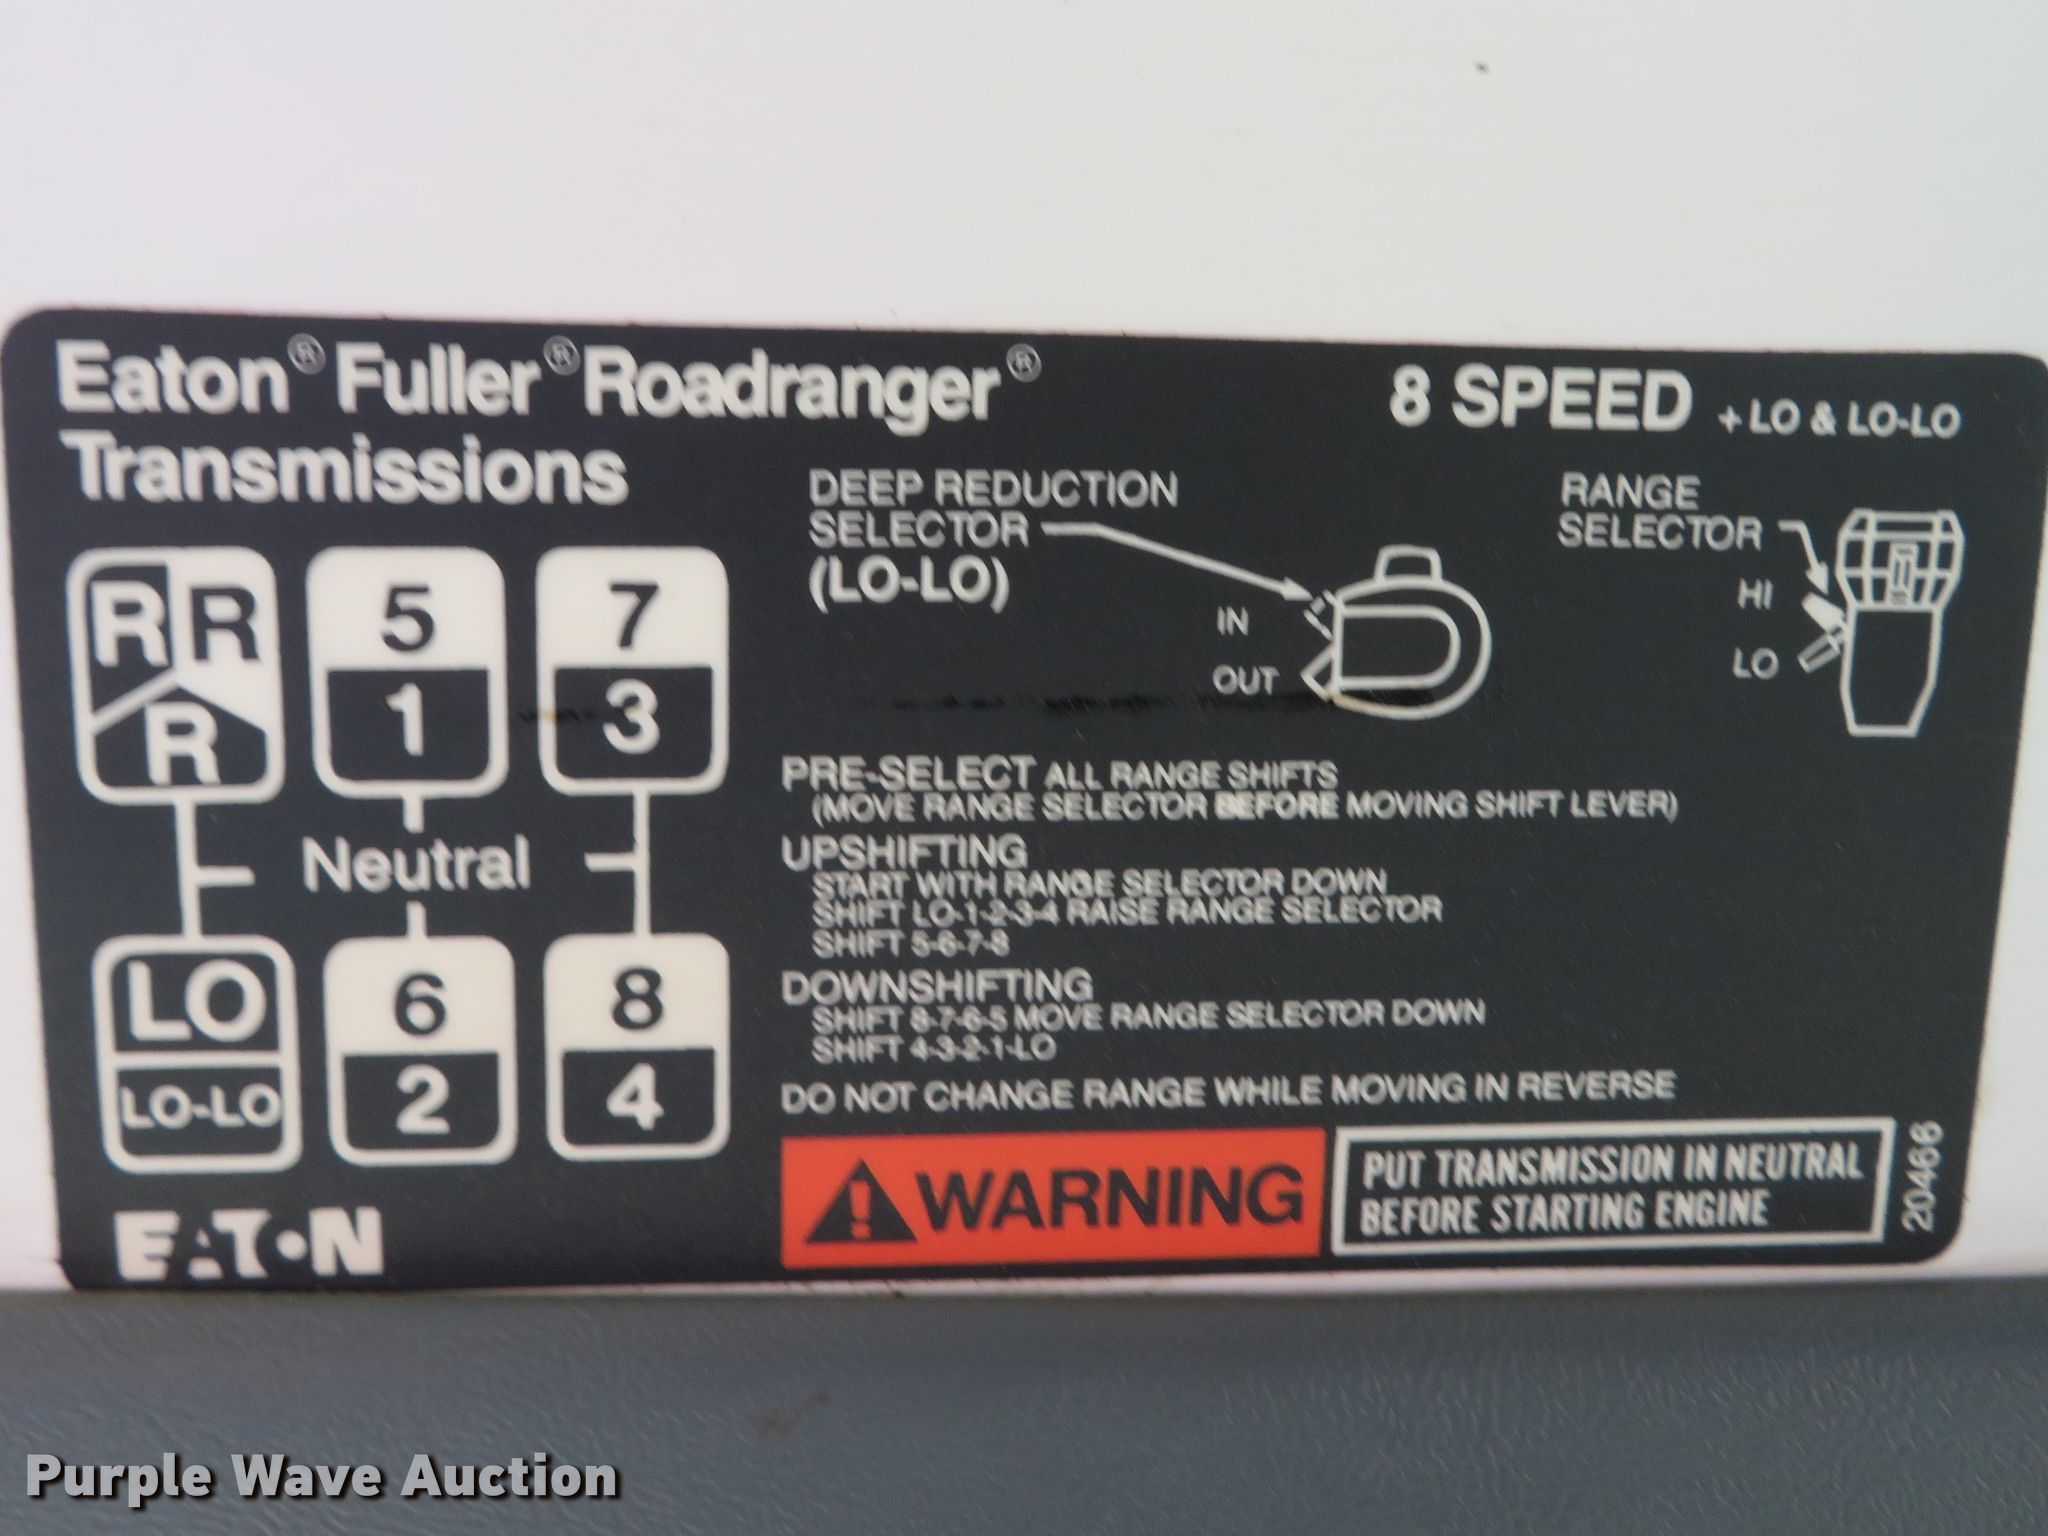 Eaton® Fuller® Roadranger®
Transmissions
8 SPEED + LO & LO-LO
R R
R
5
1
7
3
Neutral
LO
LO-LO
6
2
8
4
EATON
DEEP REDUCTION
SELECTOR
(LO-LO)
IN
OUT
RANGE
SELECTOR
HI
LO
PRE-SELECT ALL RANGE SHIFTS
(MOVE RANGE SELECTOR BEFORE MOVING SHIFT LEVER)
UPSHIFTING
START WITH RANGE SELECTOR DOWN
SHIFT LO-1-2-3-4 RAISE RANGE SELECTOR
SHIFT 5-6-7-8
DOWNSHIFTING
SHIFT 8-7-6-5 MOVE RANGE SELECTOR DOWN
SHIFT 4-3-2-1-LO
DO NOT CHANGE RANGE WHILE MOVING IN REVERSE
WARNING
PUT TRANSMISSION IN NEUTRAL
BEFORE STARTING ENGINE
20466
Purple Wave Auction